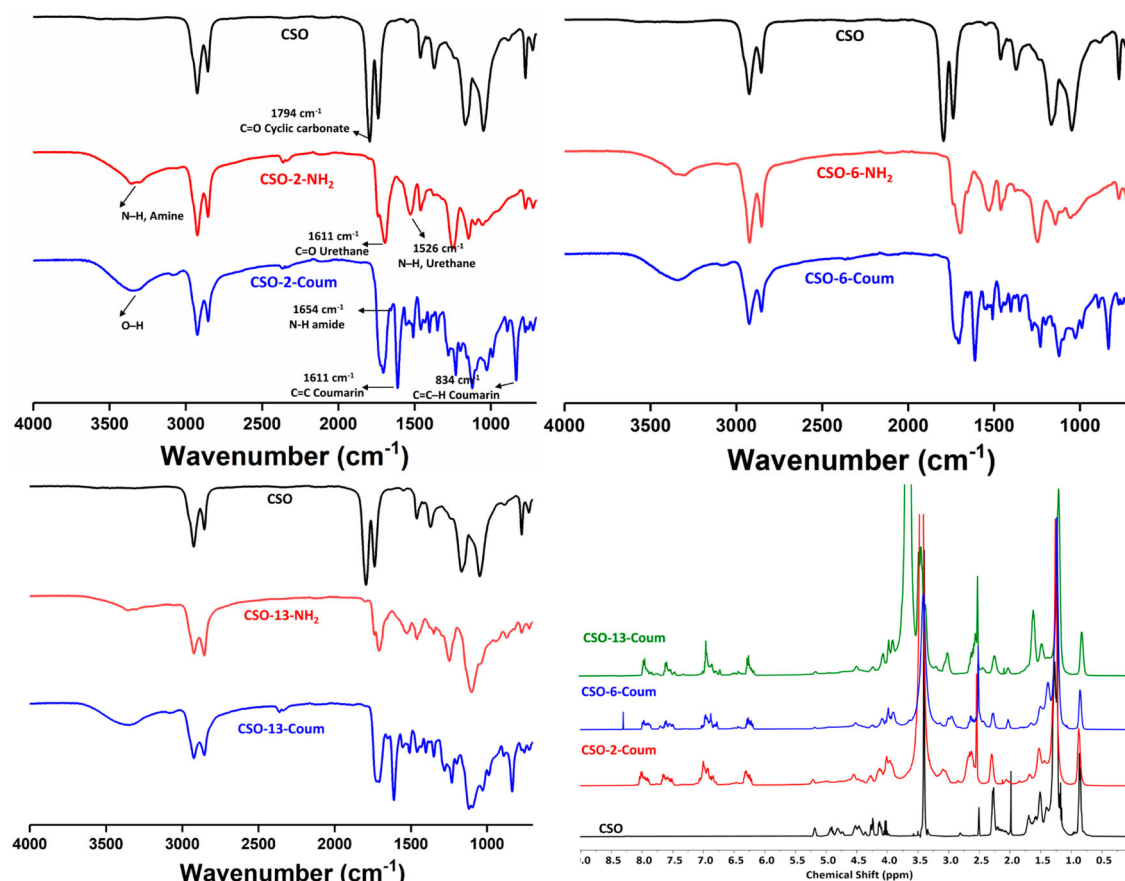 CSO
1794 cm⁻¹
C=O Cyclic carbonate
CSO-2-NH₂
N–H, Amine
1611 cm⁻¹
C=O Urethane
1526 cm⁻¹
N–H, Urethane
CSO-2-Coum
O–H
1654 cm⁻¹
N-H amide
1611 cm⁻¹
C=C Coumarin
834 cm⁻¹
C=C–H Coumarin
4000 3500 3000 2500 2000 1500 1000
Wavenumber (cm⁻¹)
CSO
CSO-6-NH₂
CSO-6-Coum
4000 3500 3000 2500 2000 1500 1000
Wavenumber (cm⁻¹)
CSO
CSO-13-NH₂
CSO-13-Coum
4000 3500 3000 2500 2000 1500 1000
Wavenumber (cm⁻¹)
CSO-13-Coum
CSO-6-Coum
CSO-2-Coum
CSO
9.0 8.0 7.0 6.0 5.5 5.0 4.5 4.0 3.5 3.0 2.5 2.0 1.5 1.0 0.5
Chemical Shift (ppm)